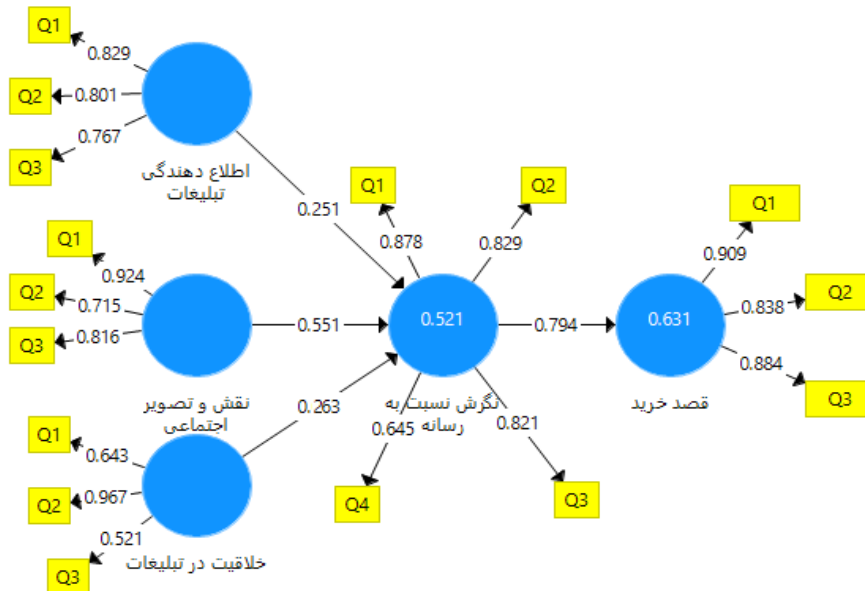 Q1
0.829
Q2
0.801
Q3
0.767
اطلاع دهندگی
تبلیغات
0.251
Q1
0.924
Q2
0.715
Q3
0.816
نقش و تصویر
اجتماعی
0.551
Q1
0.643
Q2
0.967
Q3
0.521
خلاقیت در تبلیغات
0.263
Q1
0.878
Q2
0.829
0.521
نگرش نسبت به
رسانه
0.645
Q4
0.821
Q3
0.794
Q1
0.909
0.631
0.838
Q2
0.884
Q3
قصد خرید